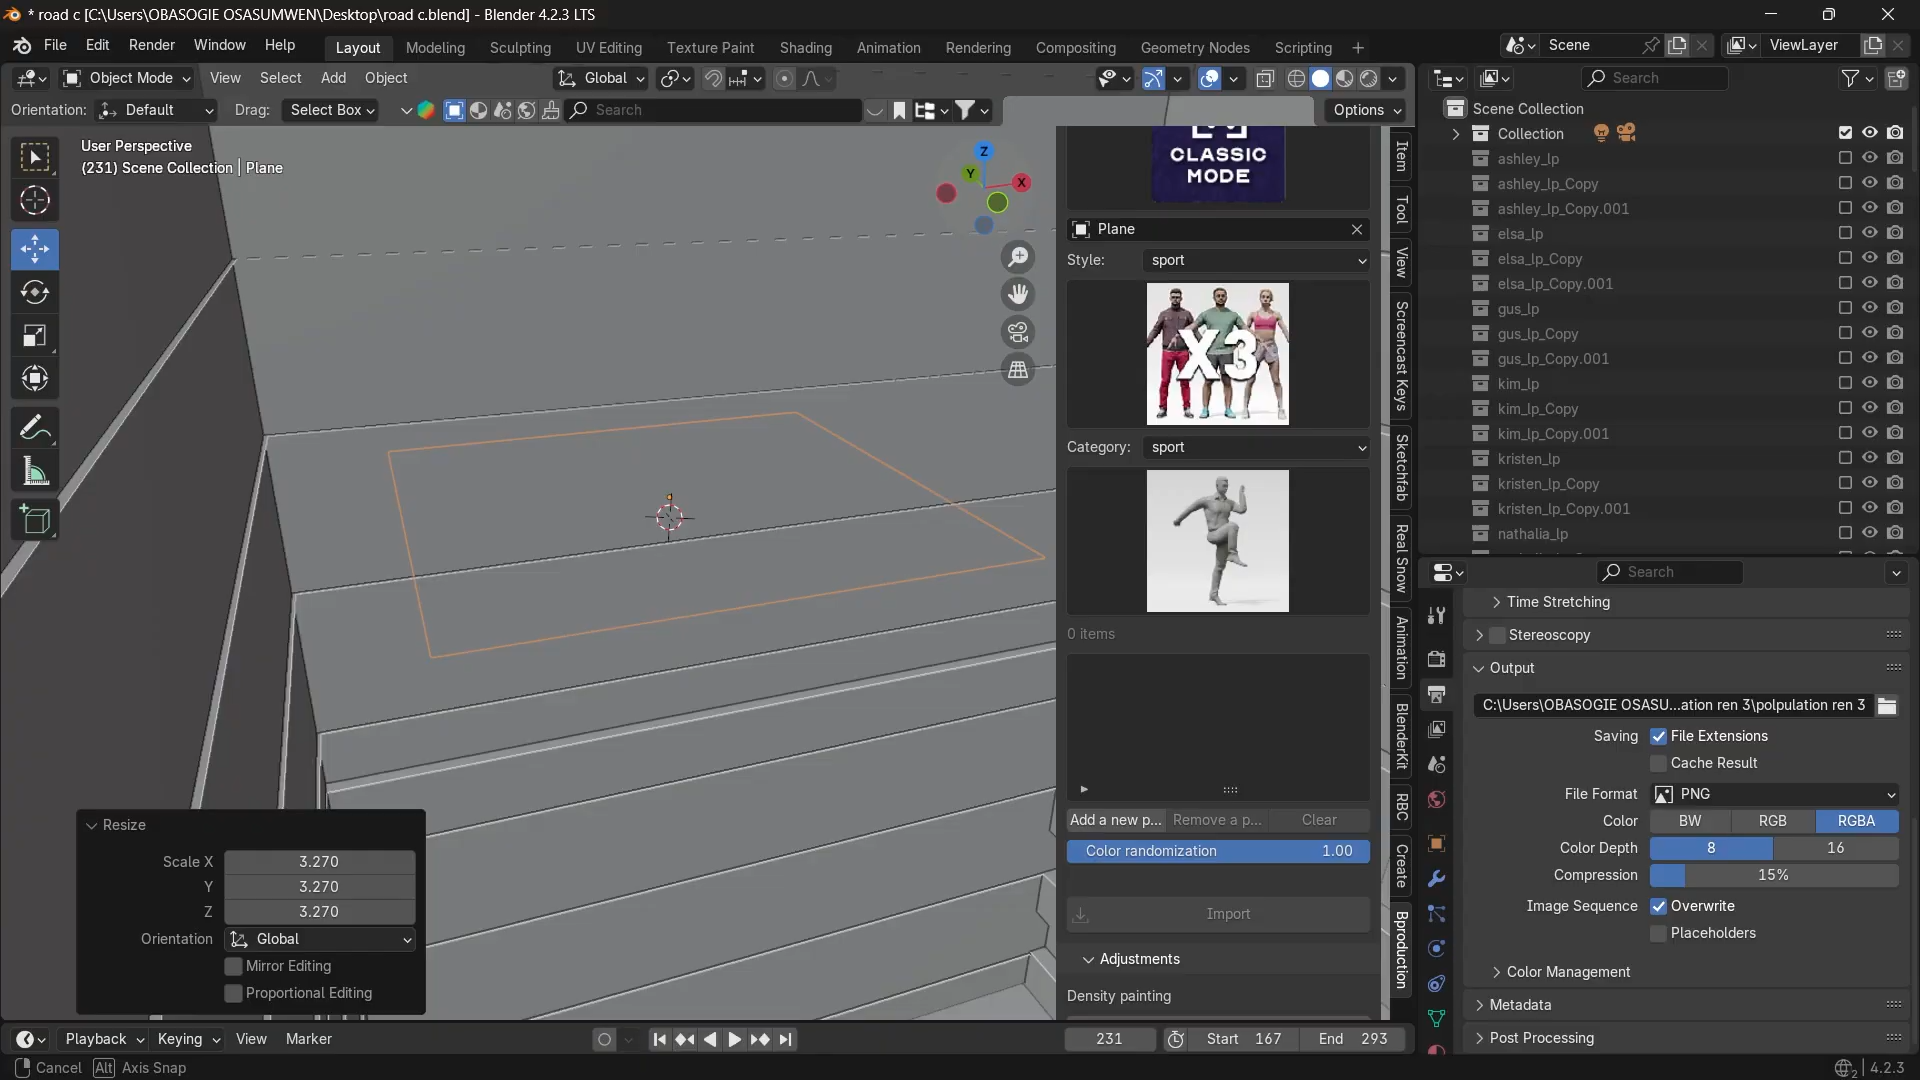 * road c [C:\Users\OBASOGIE OSASUMWEN\Desktop\road c.blend] - Blender 4.2.3 LTS
File Edit Render Window Help Layout Modeling Sculpting UV Editing Texture Paint Shading Animation Rendering Compositing Geometry Nodes Scripting + Scene ViewLayer
Object Mode View Select Add Object Global Search
Orientation: Default Drag: Select Box Search Options
User Perspective
(231) Scene Collection | Plane
Z
Y
X
CLASSIC
MODE
Plane
Style: sport
X3
Category: sport
0 items
Add a new p... Remove a p... Clear
Color randomization 1.00
Import
Adjustments
Density painting
Item
Tool
View
Screencast Keys
Sketchfab
Real Snow
Animation
BlenderKit
RBC
Create
Bproduction
Scene Collection
Collection
ashley_lp
ashley_lp_Copy
ashley_lp_Copy.001
elsa_lp
elsa_lp_Copy
elsa_lp_Copy.001
gus_lp
gus_lp_Copy
gus_lp_Copy.001
kim_lp
kim_lp_Copy
kim_lp_Copy.001
kristen_lp
kristen_lp_Copy
kristen_lp_Copy.001
nathalia_lp
Search
Time Stretching
Stereoscopy
Output
C:\Users\OBASOGIE OSASU...ation ren 3\polpulation ren 3
Saving File Extensions
Cache Result
File Format PNG
Color BW RGB RGBA
Color Depth 8 16
Compression 15%
Image Sequence Overwrite
Placeholders
Color Management
Metadata
Post Processing
Resize
Scale X 3.270
Y 3.270
Z 3.270
Orientation Global
Mirror Editing
Proportional Editing
Playback Keying View Marker 231 Start 167 End 293
Cancel Alt Axis Snap 4.2.3